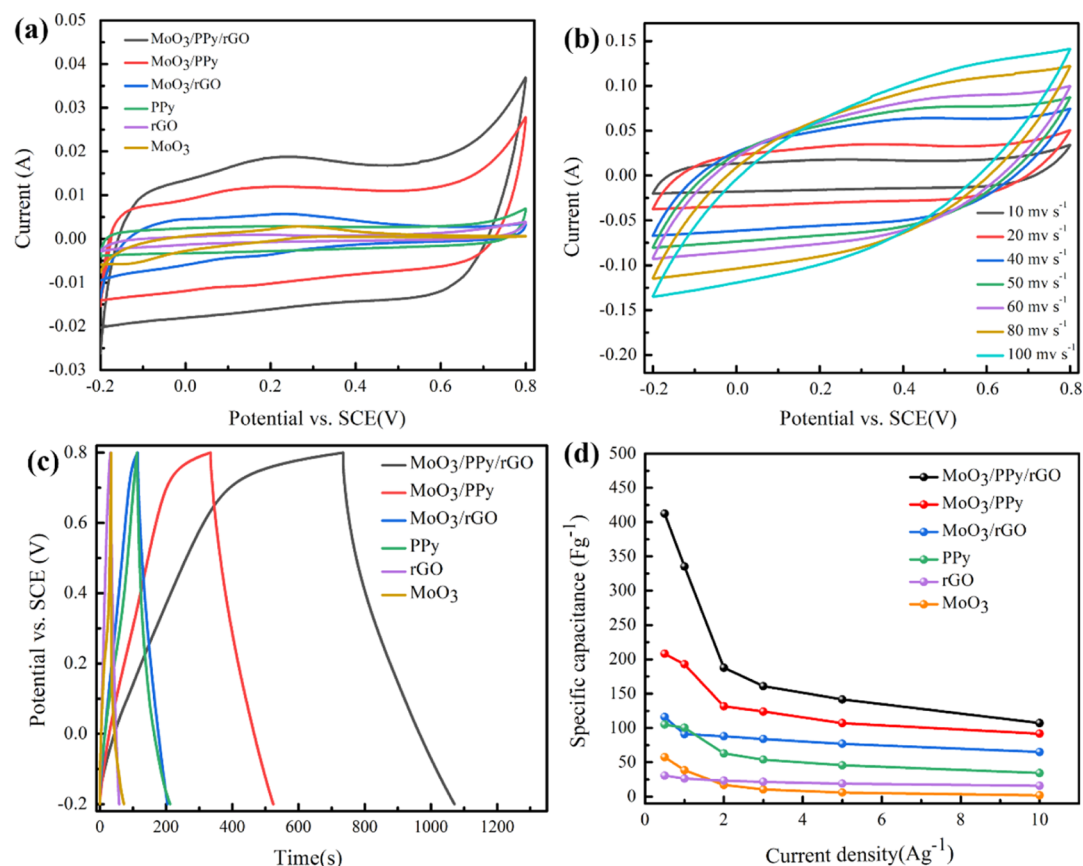 (a)
MoO₃/PPy/rGO
MoO₃/PPy
MoO₃/rGO
PPy
rGO
MoO₃
0.05
0.04
0.03
0.02
0.01
0.00
-0.01
-0.02
-0.03
Current (A)
-0.2
0.0
0.2
0.4
0.6
0.8
Potential vs. SCE(V)
(b)
0.15
0.10
0.05
0.00
-0.05
-0.10
-0.15
-0.20
Current (A)
10 mv s⁻¹
20 mv s⁻¹
40 mv s⁻¹
50 mv s⁻¹
60 mv s⁻¹
80 mv s⁻¹
100 mv s⁻¹
-0.2
0.0
0.2
0.4
0.6
0.8
Potential vs. SCE(V)
(c)
MoO₃/PPy/rGO
MoO₃/PPy
MoO₃/rGO
PPy
rGO
MoO₃
0.8
0.6
0.4
0.2
0.0
-0.2
Potential vs. SCE (V)
0
200
400
600
800
1000
1200
Time(s)
(d)
MoO₃/PPy/rGO
MoO₃/PPy
MoO₃/rGO
PPy
rGO
MoO₃
500
450
400
350
300
250
200
150
100
50
0
Specific capacitance (Fg⁻¹)
0
2
4
6
8
10
Current density(Ag⁻¹)